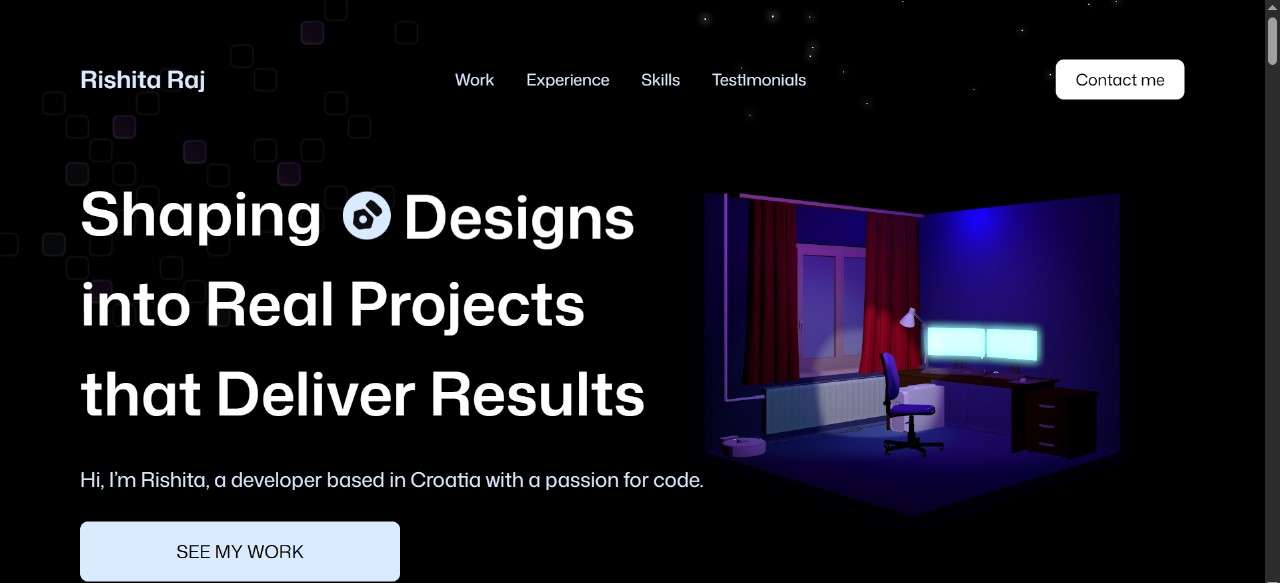 Rishita Raj
Work
Experience
Skills
Testimonials
Contact me
Shaping Designs
into Real Projects
that Deliver Results
Hi, I’m Rishita, a developer based in Croatia with a passion for code.
SEE MY WORK